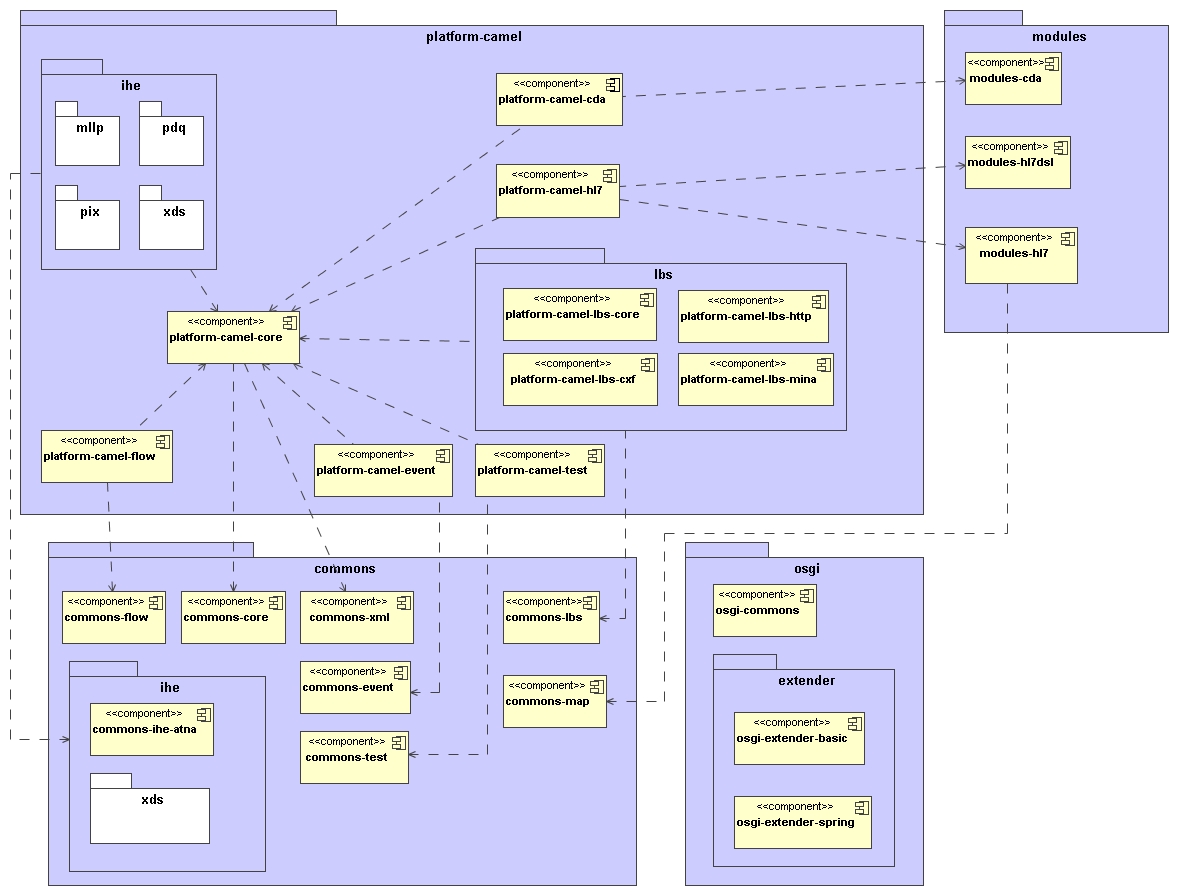 platform-camel
ihe
mllp
pdq
pix
xds
<<component>>
platform-camel-cda
<<component>>
platform-camel-hl7
lbs
<<component>>
platform-camel-lbs-core
<<component>>
platform-camel-lbs-http
<<component>>
platform-camel-lbs-cxf
<<component>>
platform-camel-lbs-mina
<<component>>
platform-camel-core
<<component>>
platform-camel-flow
<<component>>
platform-camel-event
<<component>>
platform-camel-test
modules
<<component>>
modules-cda
<<component>>
modules-hl7dsl
<<component>>
modules-hl7
commons
<<component>>
commons-flow
<<component>>
commons-core
<<component>>
commons-xml
<<component>>
commons-lbs
<<component>>
commons-event
<<component>>
commons-map
<<component>>
commons-test
ihe
<<component>>
commons-ihe-atna
xds
osgi
<<component>>
osgi-commons
extender
<<component>>
osgi-extender-basic
<<component>>
osgi-extender-spring